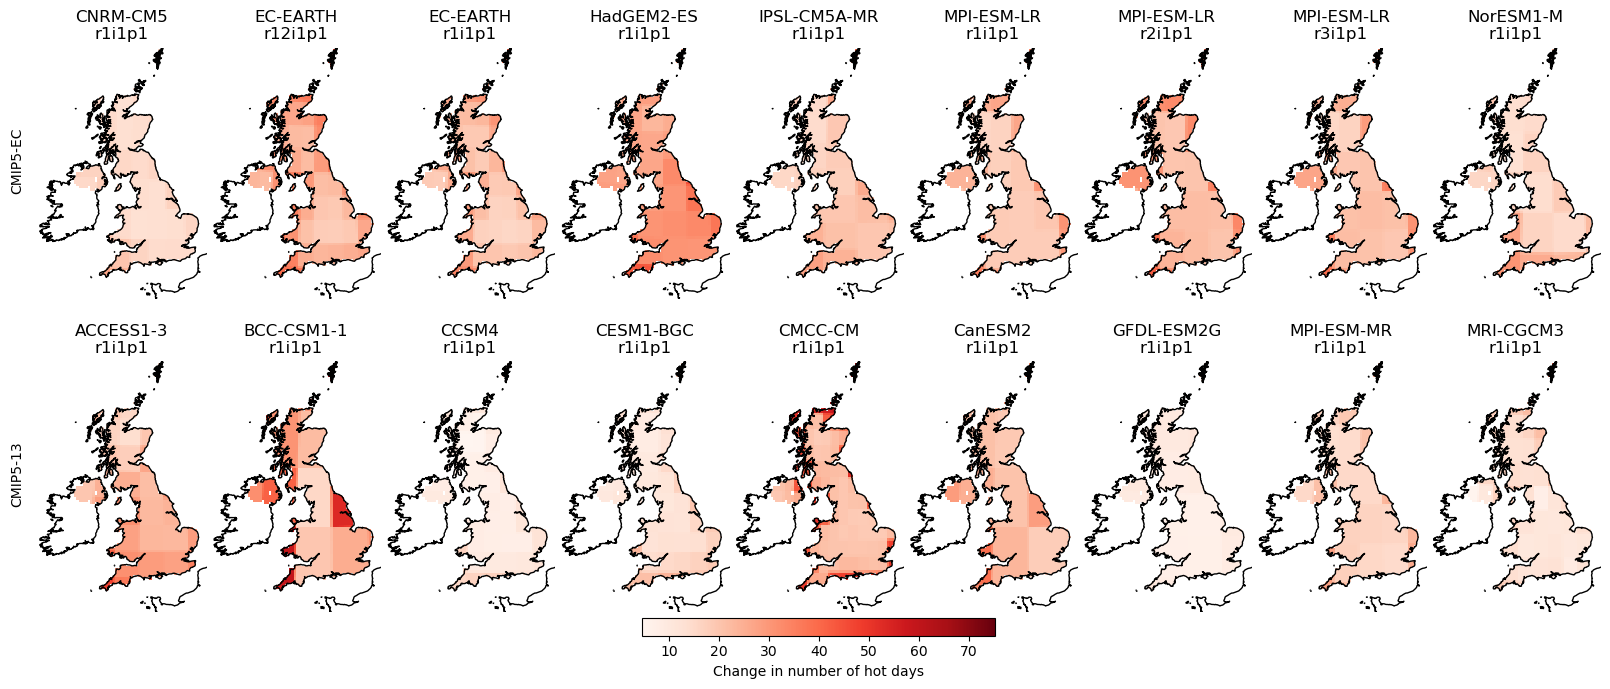 CNRM-CM5
r1i1p1
EC-EARTH
r12i1p1
EC-EARTH
r1i1p1
HadGEM2-ES
r1i1p1
IPSL-CM5A-MR
r1i1p1
MPI-ESM-LR
r1i1p1
MPI-ESM-LR
r2i1p1
MPI-ESM-LR
r3i1p1
NorESM1-M
r1i1p1
CMIP5-EC
ACCESS1-3
r1i1p1
BCC-CSM1-1
r1i1p1
CCSM4
r1i1p1
CESM1-BGC
r1i1p1
CMCC-CM
r1i1p1
CanESM2
r1i1p1
GFDL-ESM2G
r1i1p1
MPI-ESM-MR
r1i1p1
MRI-CGCM3
r1i1p1
CMIP5-13
10 20 30 40 50 60 70
Change in number of hot days